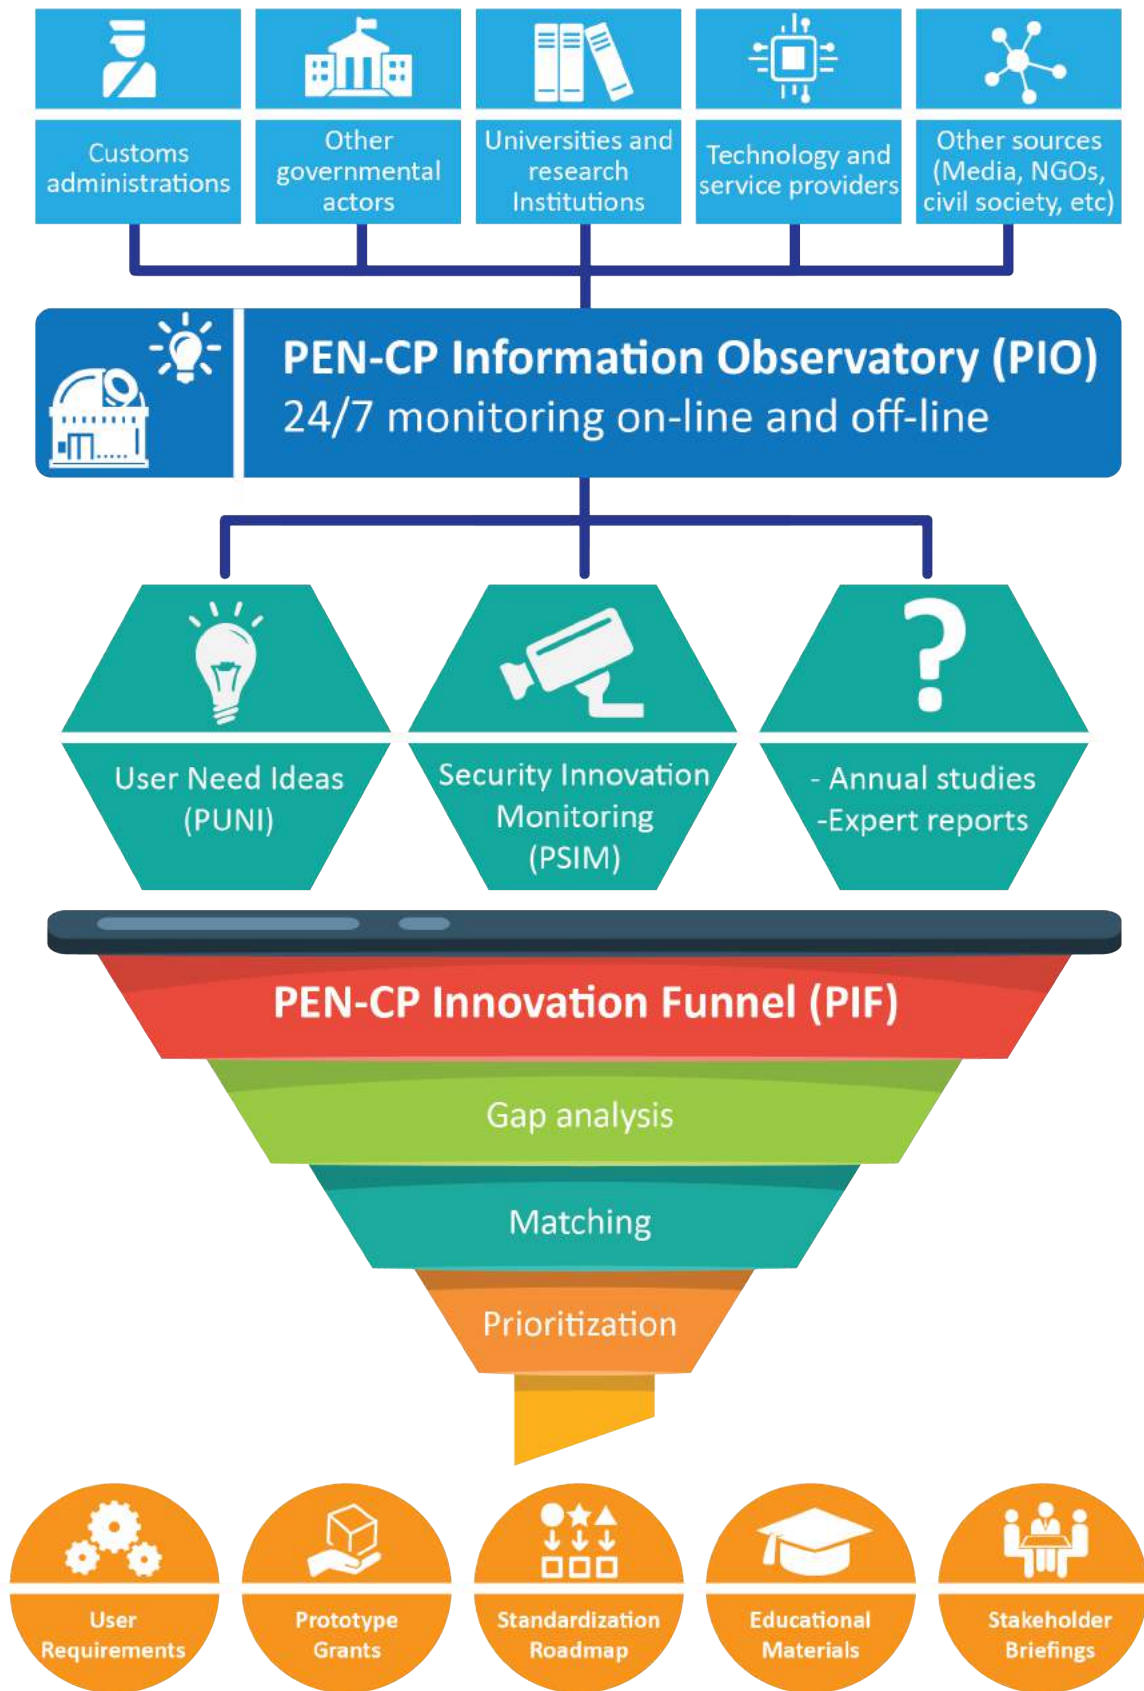 Customs
administrations
Other
governmental
actors
Universities and
research
Institutions
Technology and
service providers
Other sources
(Media, NGOs,
civil society, etc)
PEN-CP Information Observatory (PIO)
24/7 monitoring on-line and off-line
User Need Ideas
(PUNI)
Security Innovation
Monitoring
(PSIM)
- Annual studies
-Expert reports
PEN-CP Innovation Funnel (PIF)
Gap analysis
Matching
Prioritization
User
Requirements
Prototype
Grants
Standardization
Roadmap
Educational
Materials
Stakeholder
Briefings